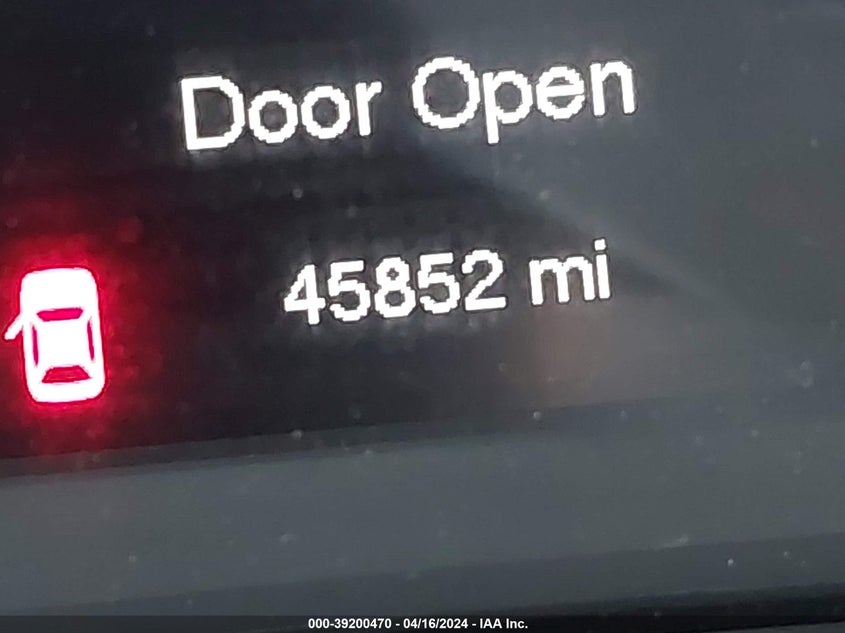 Door Open
45852 mi
000-39200470 - 04/16/2024 - IAA Inc.